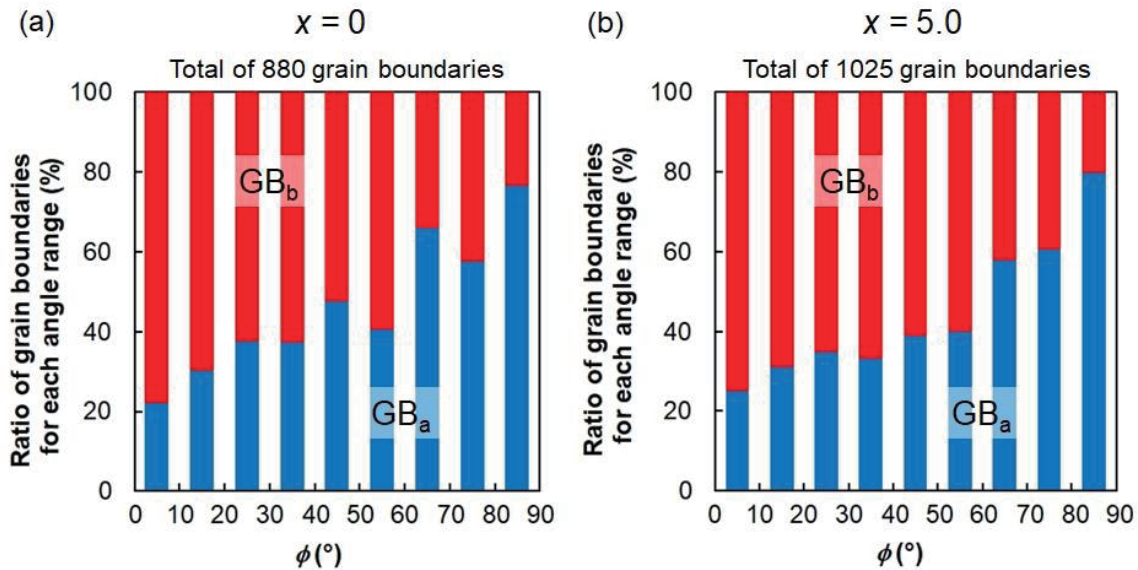 (a)
x = 0
Total of 880 grain boundaries
Ratio of grain boundaries
for each angle range (%)
100
80
60
40
20
0
GBb
GBa
0 10 20 30 40 50 60 70 80 90
ϕ (°)
(b)
x = 5.0
Total of 1025 grain boundaries
Ratio of grain boundaries
for each angle range (%)
100
80
60
40
20
0
GBb
GBa
0 10 20 30 40 50 60 70 80 90
ϕ (°)